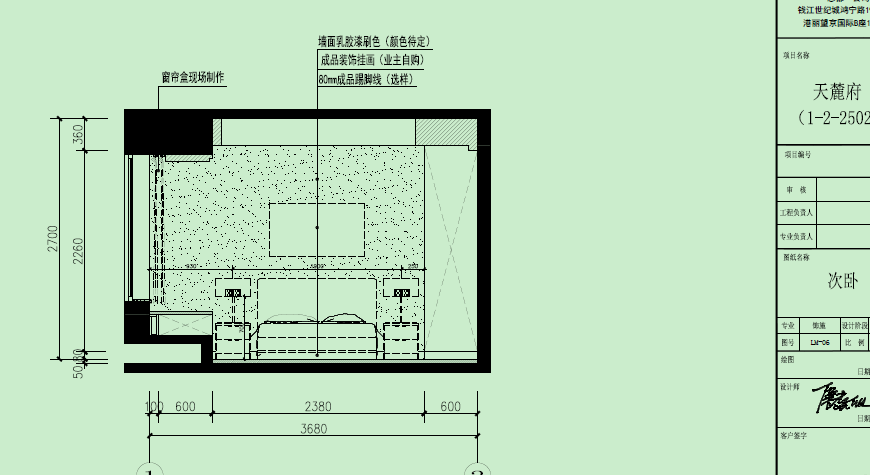 墙面乳胶漆刷色（颜色待定）
成品装饰挂画（业主自购）
80mm成品踢脚线（选样）
窗帘盒现场制作
360
2700
2260
50
100
600
2380
600
3680
钱江世纪城鸿宁路1
港丽望京国际B座1
项目名称
天麓府
（1-2-2502
项目编号
审 核
工程负责人
专业负责人
图纸名称
次卧
专业
饰施
设计阶段
图号
LM-06
比 例
绘图
日期
设计师
日期
客户签字